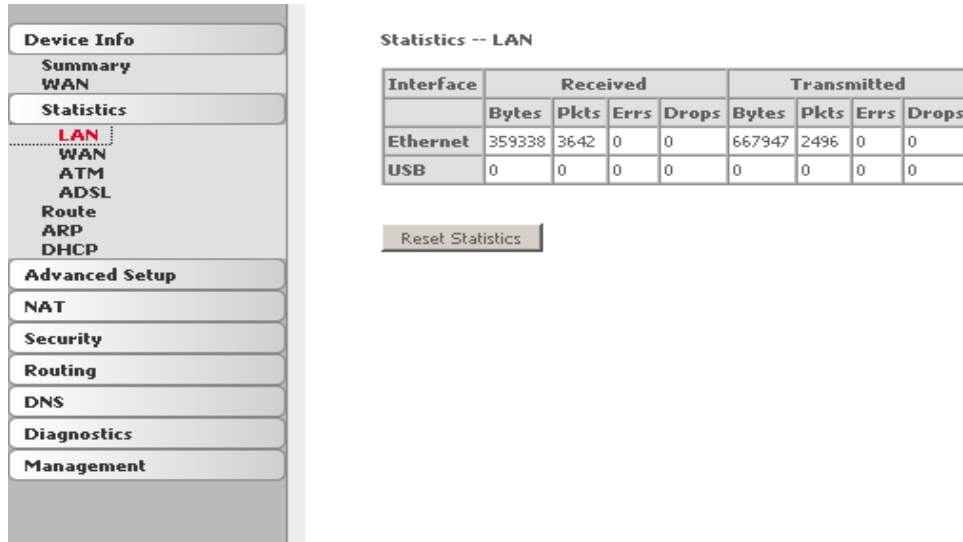 Device Info
Summary
WAN
Statistics
LAN
WAN
ATM
ADSL
Route
ARP
DHCP
Advanced Setup
NAT
Security
Routing
DNS
Diagnostics
Management
Statistics -- LAN
Interface Received Transmitted
Bytes Pkts Errs Drops Bytes Pkts Errs Drops
Ethernet 359338 3642 0 0 667947 2496 0 0
USB 0 0 0 0 0 0 0 0
Reset Statistics